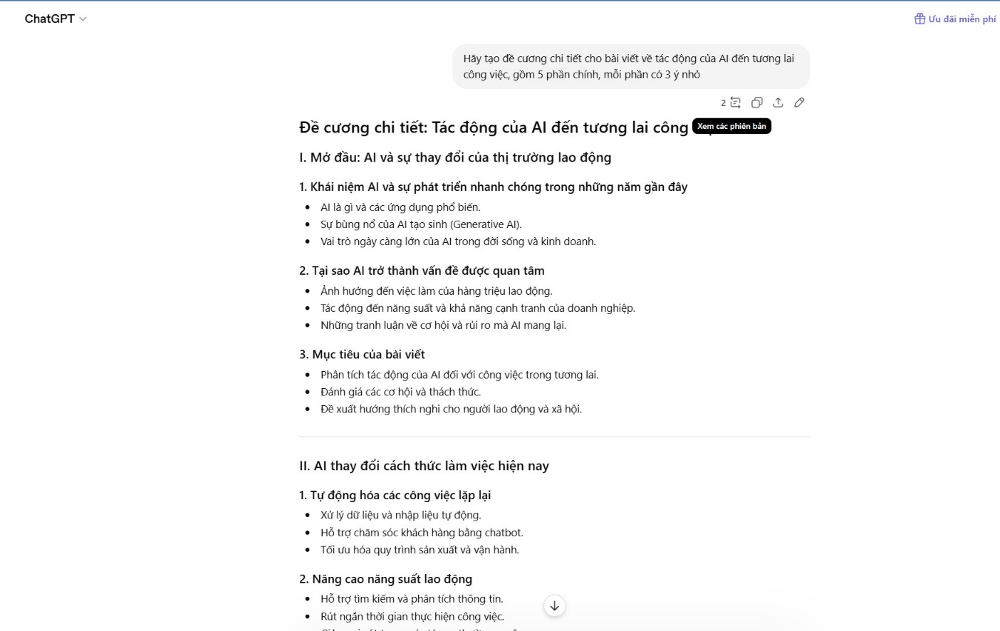 ChatGPT
Ưu đãi miễn phí
Hãy tạo đề cương chi tiết cho bài viết về tác động của AI đến tương lai
công việc, gồm 5 phần chính, mỗi phần có 3 ý nhỏ
2
Xem các phiên bản
Đề cương chi tiết: Tác động của AI đến tương lai công
I. Mở đầu: AI và sự thay đổi của thị trường lao động
1. Khái niệm AI và sự phát triển nhanh chóng trong những năm gần đây
• AI là gì và các ứng dụng phổ biến.
• Sự bùng nổ của AI tạo sinh (Generative AI).
• Vai trò ngày càng lớn của AI trong đời sống và kinh doanh.
2. Tại sao AI trở thành vấn đề được quan tâm
• Ảnh hưởng đến việc làm của hàng triệu lao động.
• Tác động đến năng suất và khả năng cạnh tranh của doanh nghiệp.
• Những tranh luận về cơ hội và rủi ro mà AI mang lại.
3. Mục tiêu của bài viết
• Phân tích tác động của AI đối với công việc trong tương lai.
• Đánh giá các cơ hội và thách thức.
• Đề xuất hướng thích nghi cho người lao động và xã hội.
II. AI thay đổi cách thức làm việc hiện nay
1. Tự động hóa các công việc lặp lại
• Xử lý dữ liệu và nhập liệu tự động.
• Hỗ trợ chăm sóc khách hàng bằng chatbot.
• Tối ưu hóa quy trình sản xuất và vận hành.
2. Nâng cao năng suất lao động
• Hỗ trợ tìm kiếm và phân tích thông tin.
• Rút ngắn thời gian thực hiện công việc.